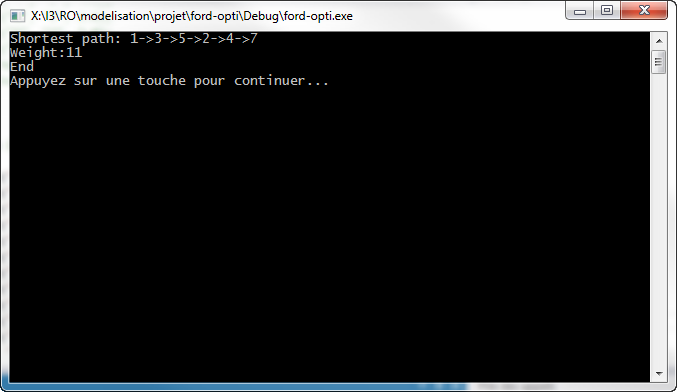 X:\I3\RO\modelisation\projet\ford-opti\Debug\ford-opti.exe
Shortest path: 1->3->5->2->4->7
Weight:11
End
Appuyez sur une touche pour continuer...